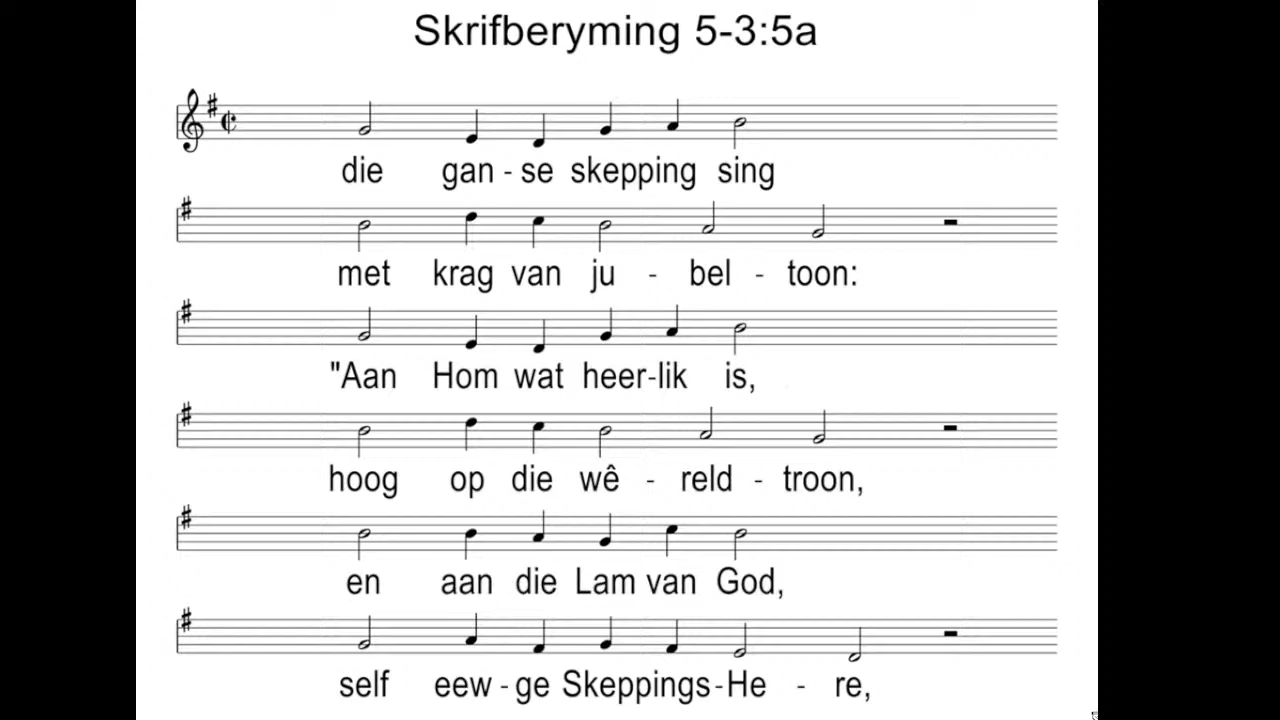 Skrifberyming 5-3:5a
die gan - se skepping sing
met krag van ju - bel - toon:
"Aan Hom wat heer-lik is,
hoog op die wê - reld - troon,
en aan die Lam van God,
self eew - ge Skeppings-He - re,